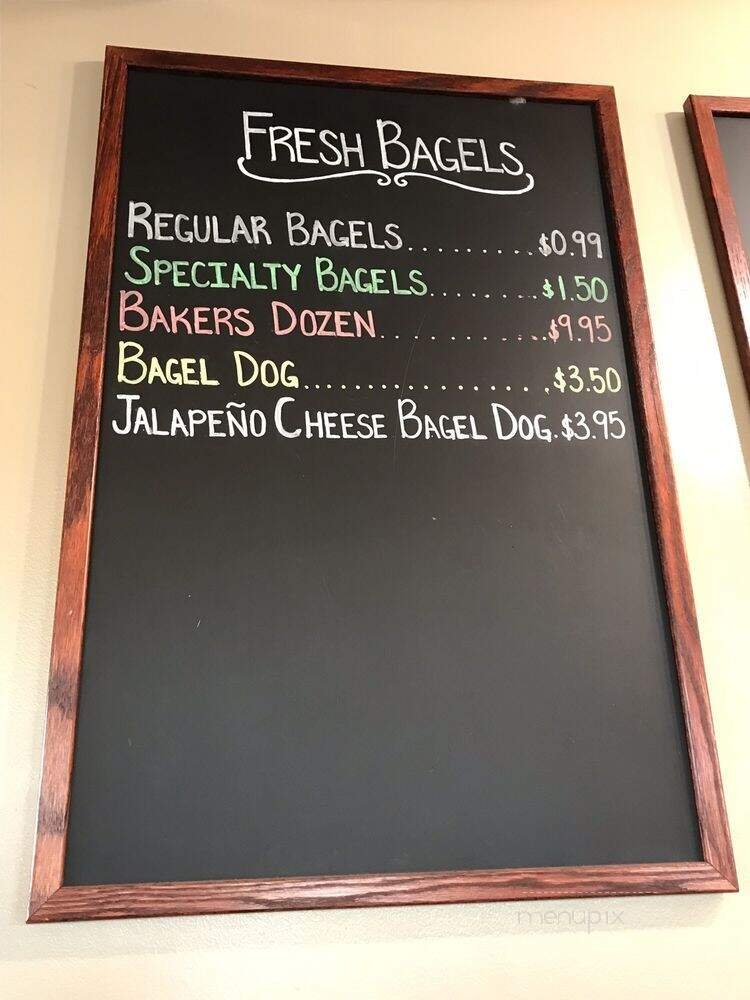 FRESH BAGELS
REGULAR BAGELS.........$0.99
SPECIALTY BAGELS........$1.50
BAKERS DOZEN............$9.95
BAGEL DOG...................$3.50
JALAPEÑO CHEESE BAGEL DOG.$3.95
menupix